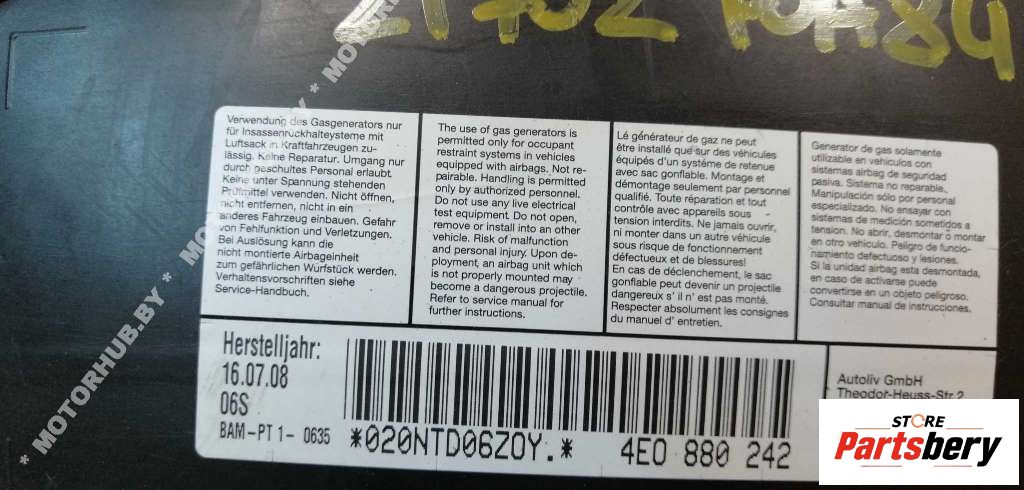 21702 
* MOTORHUB.BY * MOTORHUB.BY * MOTORHUB.BY
Verwendung des Gasgenerators nur
für Insassenrückhalteysteme mit
Luftsack in Kraftfahrzeugen zu-
lässig. Keine Reparatur. Umgang nur
durch geschultes Personal erlaubt.
Keine unter Spannung stehenden
Prüfmittel verwenden. Nicht öffnen,
nicht entfernen, nicht in ein
anderes Fahrzeug einbauen. Gefahr
von Fehlfunktion und Verletzungen.
Bei Auslösung kann die
nicht montierte Airbageinheit
zum gefährlichen Wurfstück werden.
Verhaltensvorschriften siehe
Service-Handbuch.
The use of gas generators is
permitted only for occupant
restraint systems in vehicles
equipped with airbags. Not re-
pairable. Handling is permitted
only by authorized personnel.
Do not use any live electrical
test equipment. Do not open,
remove or install into an other
vehicle. Risk of malfunction
and personal injury. Upon de-
ployment, an airbag unit which
is not properly mounted may
become a dangerous projectile.
Refer to service manual for
further instructions.
Lé générateur de gaz ne peut
être installé que sur des véhicules
équipés d'un système de retenue
avec sac gonflable. Montage et
démontage seulement par personnel
qualifié. Toute réparation et tout
contrôle avec appareils sous
tension interdits. Ne jamais ouvrir,
ni monter dans un autre véhicule
sous risque de fonctionnement
défectueux et de blessures!
En cas de déclenchement, le sac
gonflable peut devenir un projectile
dangereux s' il n' est pas monté.
Respecter absolument les consignes
du manuel d' entretien.
Generator de gas solamente
utilizable en vehiculos con
sistemas airbag de seguridad
pasiva. Sistema no reparable.
Manipulación sólo por personal
especializado. No ensayar con
sistemas de medición sometidos a
tension. No abrir, desmontar o montar
en otro vehiculo. Peligro de funcio-
namiento defectuoso y lesiones.
Si la unidad airbag esta desmontada,
en caso de activarse puede
convertirse en un objeto peligroso.
Consultar manual de instrucciones.
Herstelljahr:
16.07.08
06S
BAM-PT 1- 0635
*020NTD06ZOY.*
4E0 880 242
Autoliv GmbH
Theodor-Heuss-Str.2
STORE
Partsbery